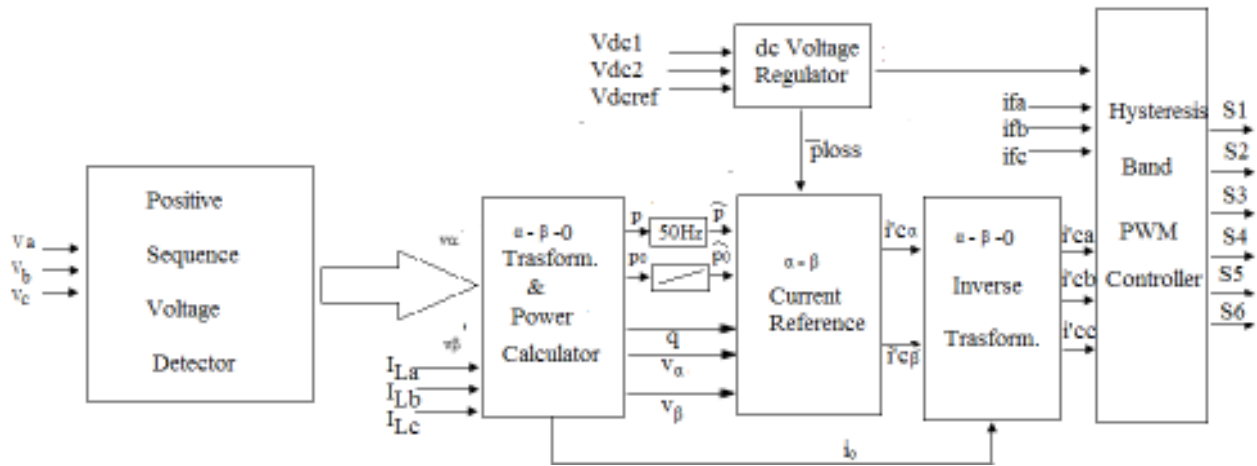 Vdc1
Vdc2
Vdcref
dc Voltage
Regulator
p̅loss
ifa
ifb
ifc
Hysteresis
Band
PWM
Controller
S1
S2
S3
S4
S5
S6
va
vb
vc
Positive
Sequence
Voltage
Detector
vα'
vβ'
ILa
ILb
ILc
α - β -0
Trasform.
&
Power
Calculator
p
50Hz
p̃
p0
p̃0
q
vα
vβ
α - β
Current
Reference
i'cα
i'cβ
α - β -0
Inverse
Trasform.
i'ca
i'cb
i'cc
i0